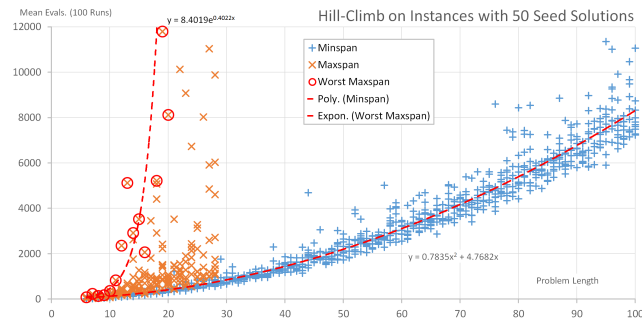 Mean Evals. (100 Runs)
Hill-Climb on Instances with 50 Seed Solutions
y = 8.4019e^0.4022x
12000
10000
8000
6000
4000
2000
0
Minspan
Maxspan
Worst Maxspan
Poly. (Minspan)
Expon. (Worst Maxspan)
y = 0.7835x² + 4.7682x
Problem Length
0 10 20 30 40 50 60 70 80 90 100